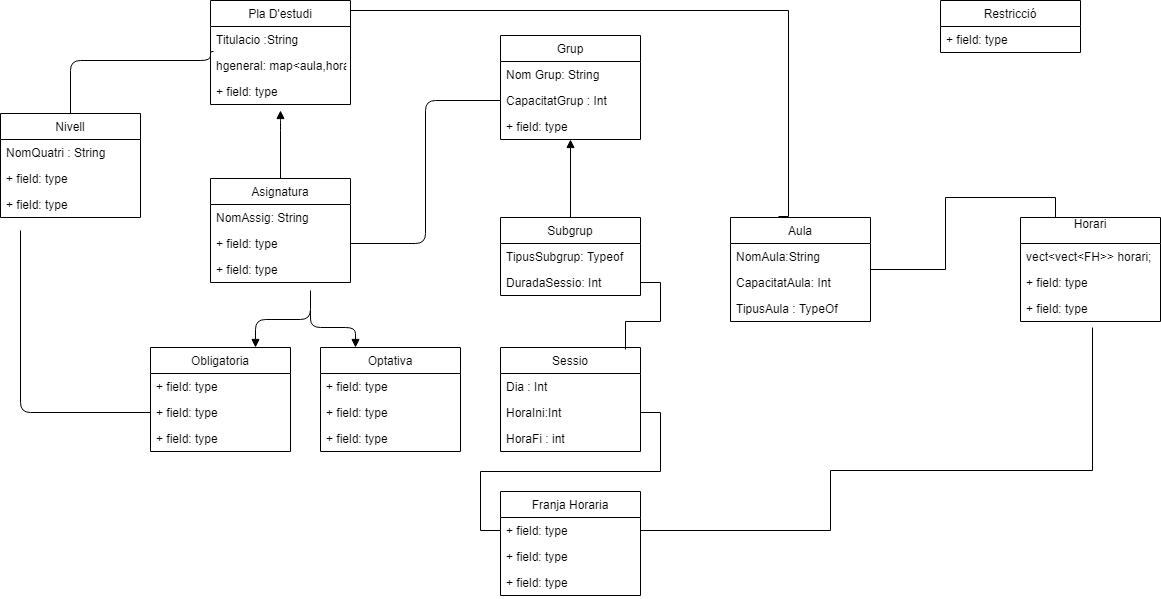 Pla D'estudi
Titulacio :String
hgeneral: map<aula,hora
+ field: type
Restricció
+ field: type
Grup
Nom Grup: String
CapacitatGrup : Int
+ field: type
Nivell
NomQuatri : String
+ field: type
+ field: type
Asignatura
NomAssig: String
+ field: type
+ field: type
Subgrup
TipusSubgrup: Typeof
DuradaSessio: Int
Aula
NomAula:String
CapacitatAula: Int
TipusAula : TypeOf
Horari
vect<vect<FH>> horari;
+ field: type
+ field: type
Obligatoria
+ field: type
+ field: type
+ field: type
Optativa
+ field: type
+ field: type
+ field: type
Sessio
Dia : Int
HoraIni:Int
HoraFi : int
Franja Horaria
+ field: type
+ field: type
+ field: type